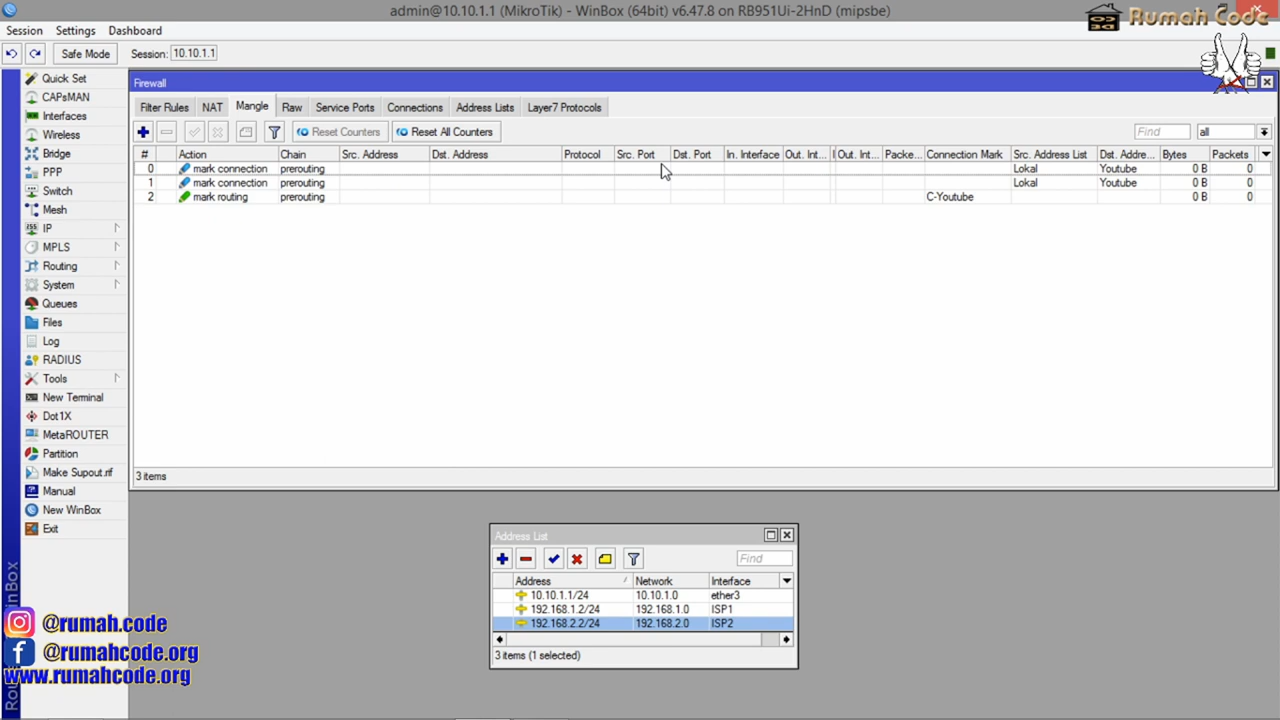 admin@10.10.1.1 (MikroTik) - WinBox (64bit) v6.47.8 on RB951Ui-2HnD (mipsbe)
Rumah Code
Session Settings Dashboard
Safe Mode Session: 10.10.1.1
Quick Set
CAPsMAN
Interfaces
Wireless
Bridge
PPP
Switch
Mesh
IP
MPLS
Routing
System
Queues
Files
Log
RADIUS
Tools
New Terminal
Dot1X
MetaROUTER
Partition
Make Supout.rif
Manual
New WinBox
Exit
Firewall
Filter Rules NAT Mangle Raw Service Ports Connections Address Lists Layer7 Protocols
Reset Counters Reset All Counters Find all
# Action Chain Src. Address Dst. Address Protocol Src. Port Dst. Port In. Interface Out. Int... Out. Int... Packe... Connection Mark Src. Address List Dst. Addre... Bytes Packets
0 mark connection prerouting Lokal Youtube 0 B 0
1 mark connection prerouting Lokal Youtube 0 B 0
2 mark routing prerouting C-Youtube 0 B 0
3 items
Address List
Find
Address Network Interface
10.10.1.1/24 10.10.1.0 ether3
192.168.1.2/24 192.168.1.0 ISP1
192.168.2.2/24 192.168.2.0 ISP2
3 items (1 selected)
@rumah.code
@rumahcode.org
www.rumahcode.org